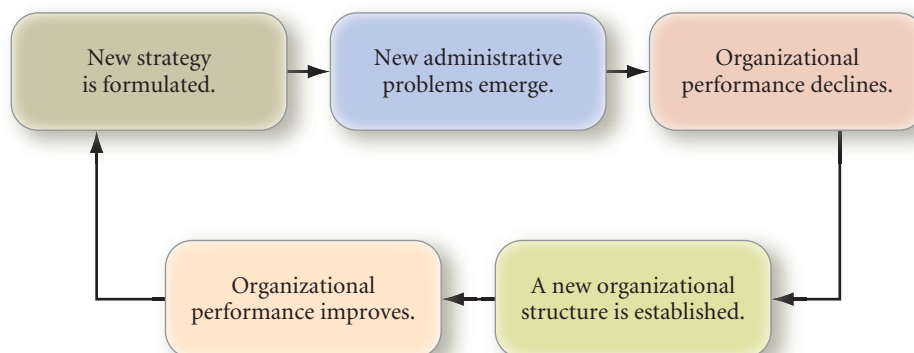 New strategy
is formulated.
New administrative
problems emerge.
Organizational
performance declines.
A new organizational
structure is established.
Organizational
performance improves.